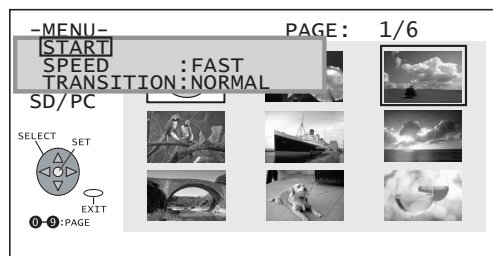 -MENU- PAGE: 1/6
START
SPEED :FAST
TRANSITION:NORMAL
SD/PC
SELECT SET
EXIT
0-9:PAGE